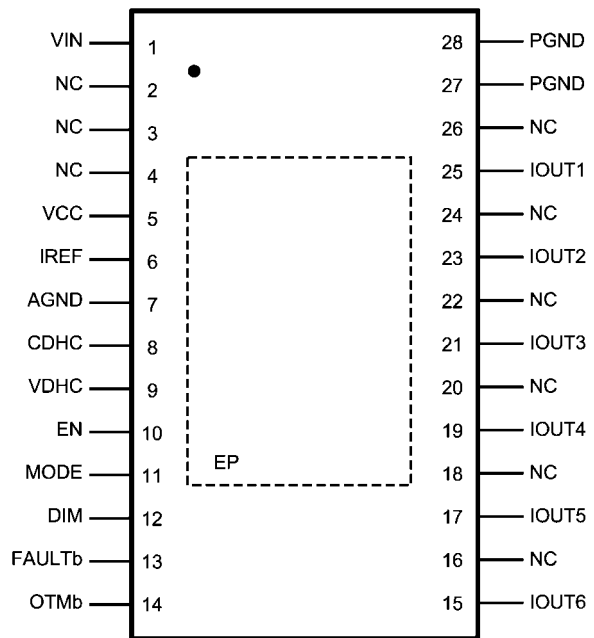 VIN 1 28 PGND
NC 2 27 PGND
NC 3 26 NC
NC 4 25 IOUT1
VCC 5 24 NC
IREF 6 23 IOUT2
AGND 7 22 NC
CDHC 8 21 IOUT3
VDHC 9 20 NC
EN 10 19 IOUT4
EP
MODE 11 18 NC
DIM 12 17 IOUT5
FAULTb 13 16 NC
OTMb 14 15 IOUT6